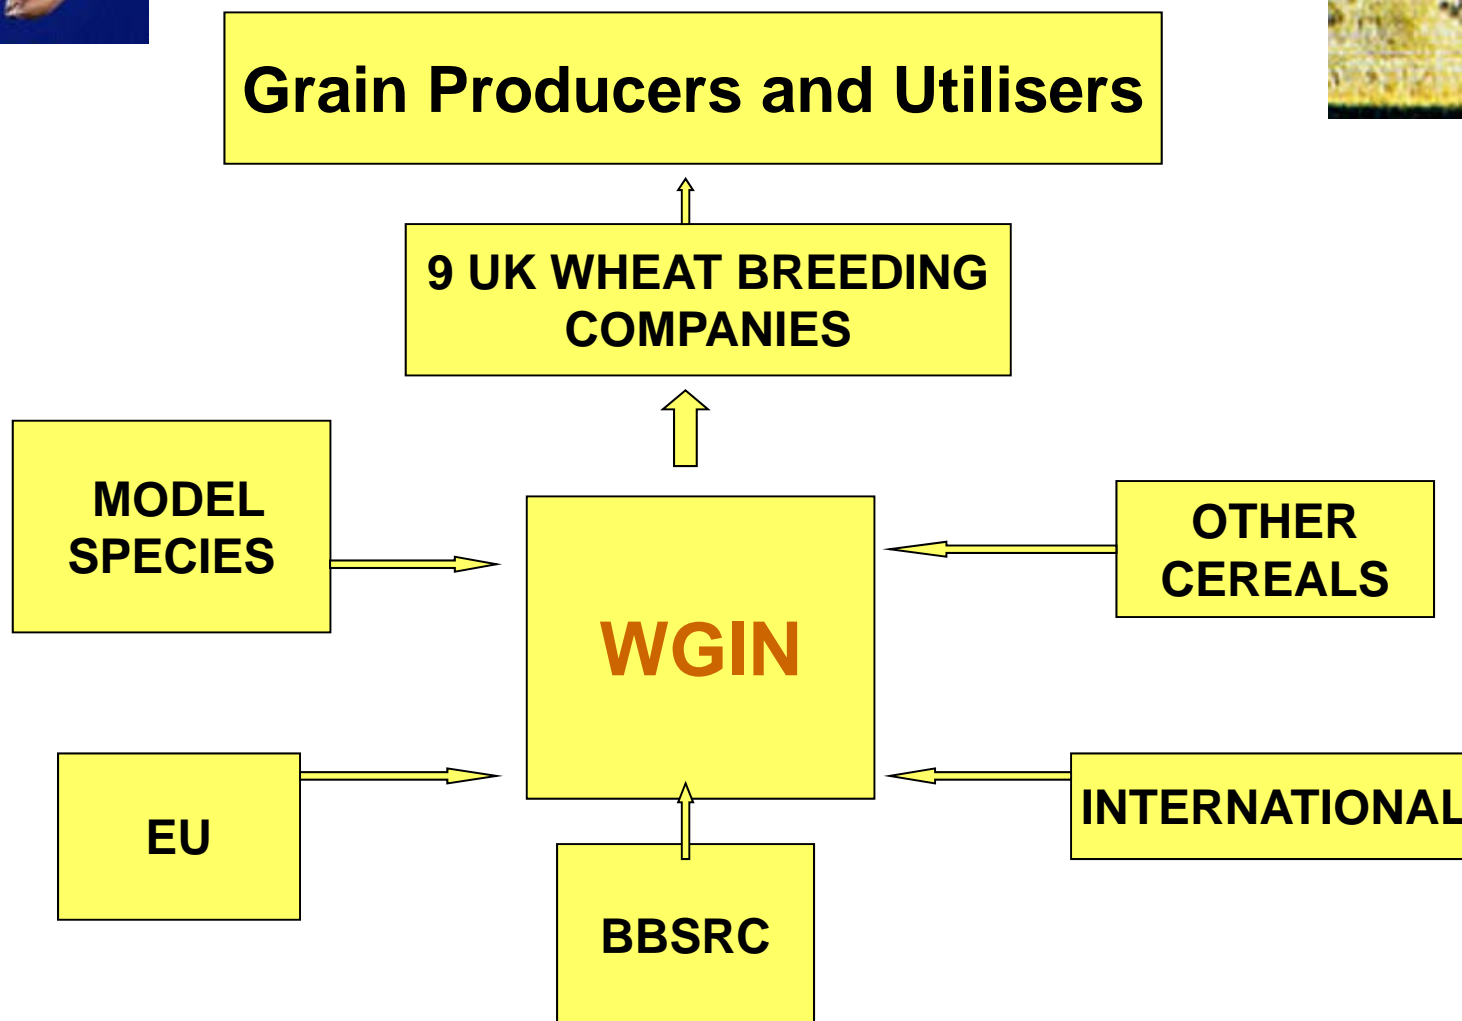 Grain Producers and Utilisers
9 UK WHEAT BREEDING
COMPANIES
MODEL
SPECIES
OTHER
CEREALS
WGIN
EU
INTERNATIONAL
BBSRC